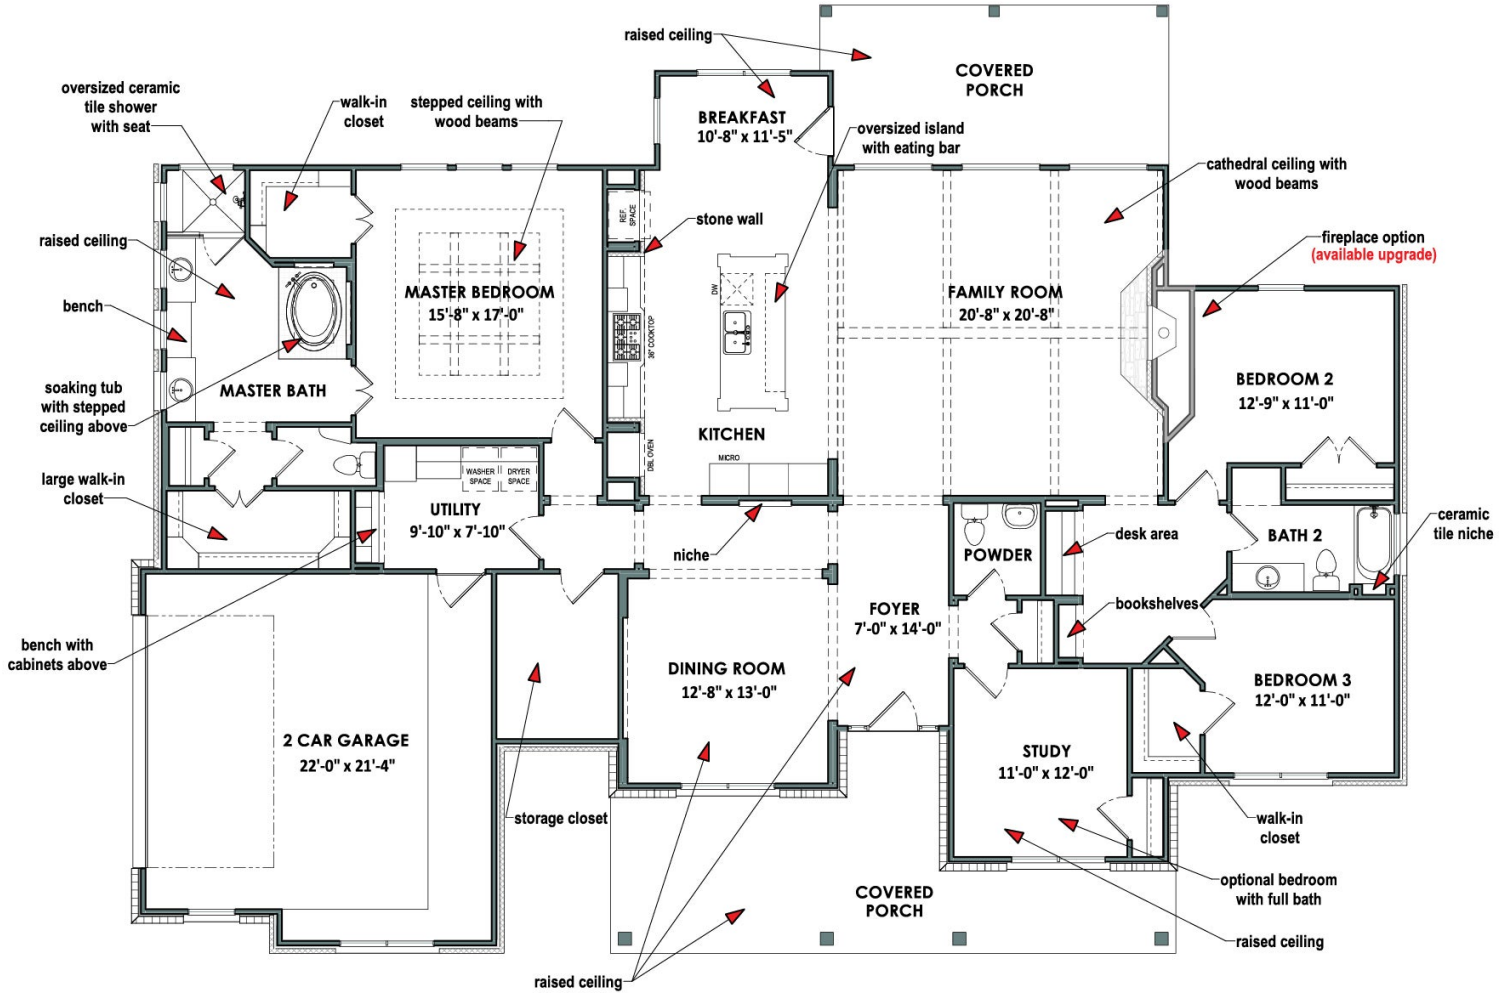 raised ceiling
COVERED
PORCH
oversized ceramic
tile shower
with seat
walk-in
closet
stepped ceiling with
wood beams
BREAKFAST
10'-8" x 11'-5"
oversized island
with eating bar
cathedral ceiling with
wood beams
REF.
SPACE
stone wall
raised ceiling
fireplace option
(available upgrade)
bench
MASTER BEDROOM
15'-8" x 17'-0"
DW
36" COOKTOP
FAMILY ROOM
20'-8" x 20'-8"
soaking tub
with stepped
ceiling above
MASTER BATH
BEDROOM 2
12'-9" x 11'-0"
KITCHEN
DBL OVEN
MICRO
large walk-in
closet
WASHER
SPACE
DRYER
SPACE
UTILITY
9'-10" x 7'-10"
niche
POWDER
desk area
BATH 2
ceramic
tile niche
bench with
cabinets above
FOYER
7'-0" x 14'-0"
bookshelves
DINING ROOM
12'-8" x 13'-0"
BEDROOM 3
12'-0" x 11'-0"
2 CAR GARAGE
22'-0" x 21'-4"
STUDY
11'-0" x 12'-0"
storage closet
walk-in
closet
COVERED
PORCH
optional bedroom
with full bath
raised ceiling
raised ceiling